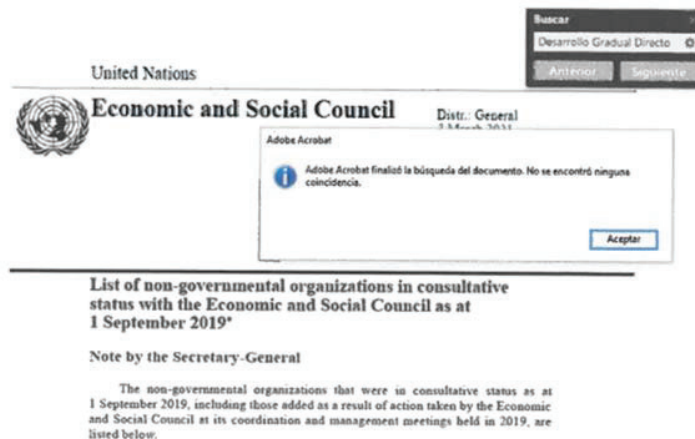 Buscar
Desarrollo Gradual Directo
Anterior Siguiente
United Nations
Economic and Social Council
Distr.: General
2 March 2021
Adobe Acrobat
Adobe Acrobat finalizó la búsqueda del documento. No se encontró ninguna
coincidencia.
Aceptar
List of non-governmental organizations in consultative
status with the Economic and Social Council as at
1 September 2019*
Note by the Secretary-General
The non-governmental organizations that were in consultative status as at
1 September 2019, including those added as a result of action taken by the Economic
and Social Council at its coordination and management meetings held in 2019, are
listed below.